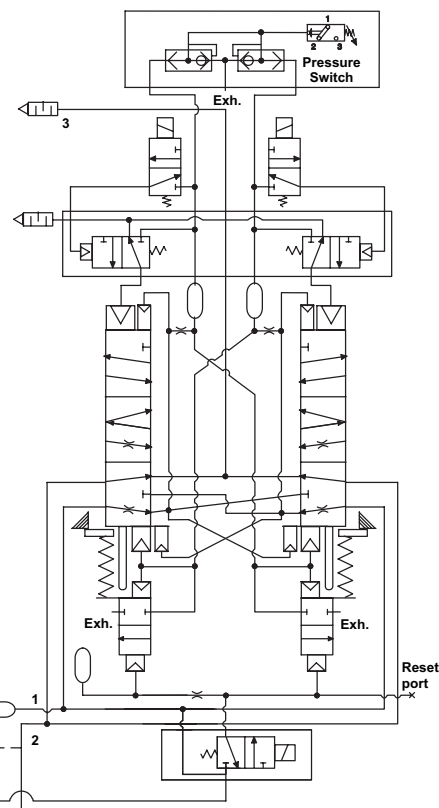 1
2 3
Pressure
Switch
Exh.
3
Exh.
Exh.
Reset
port
1
2